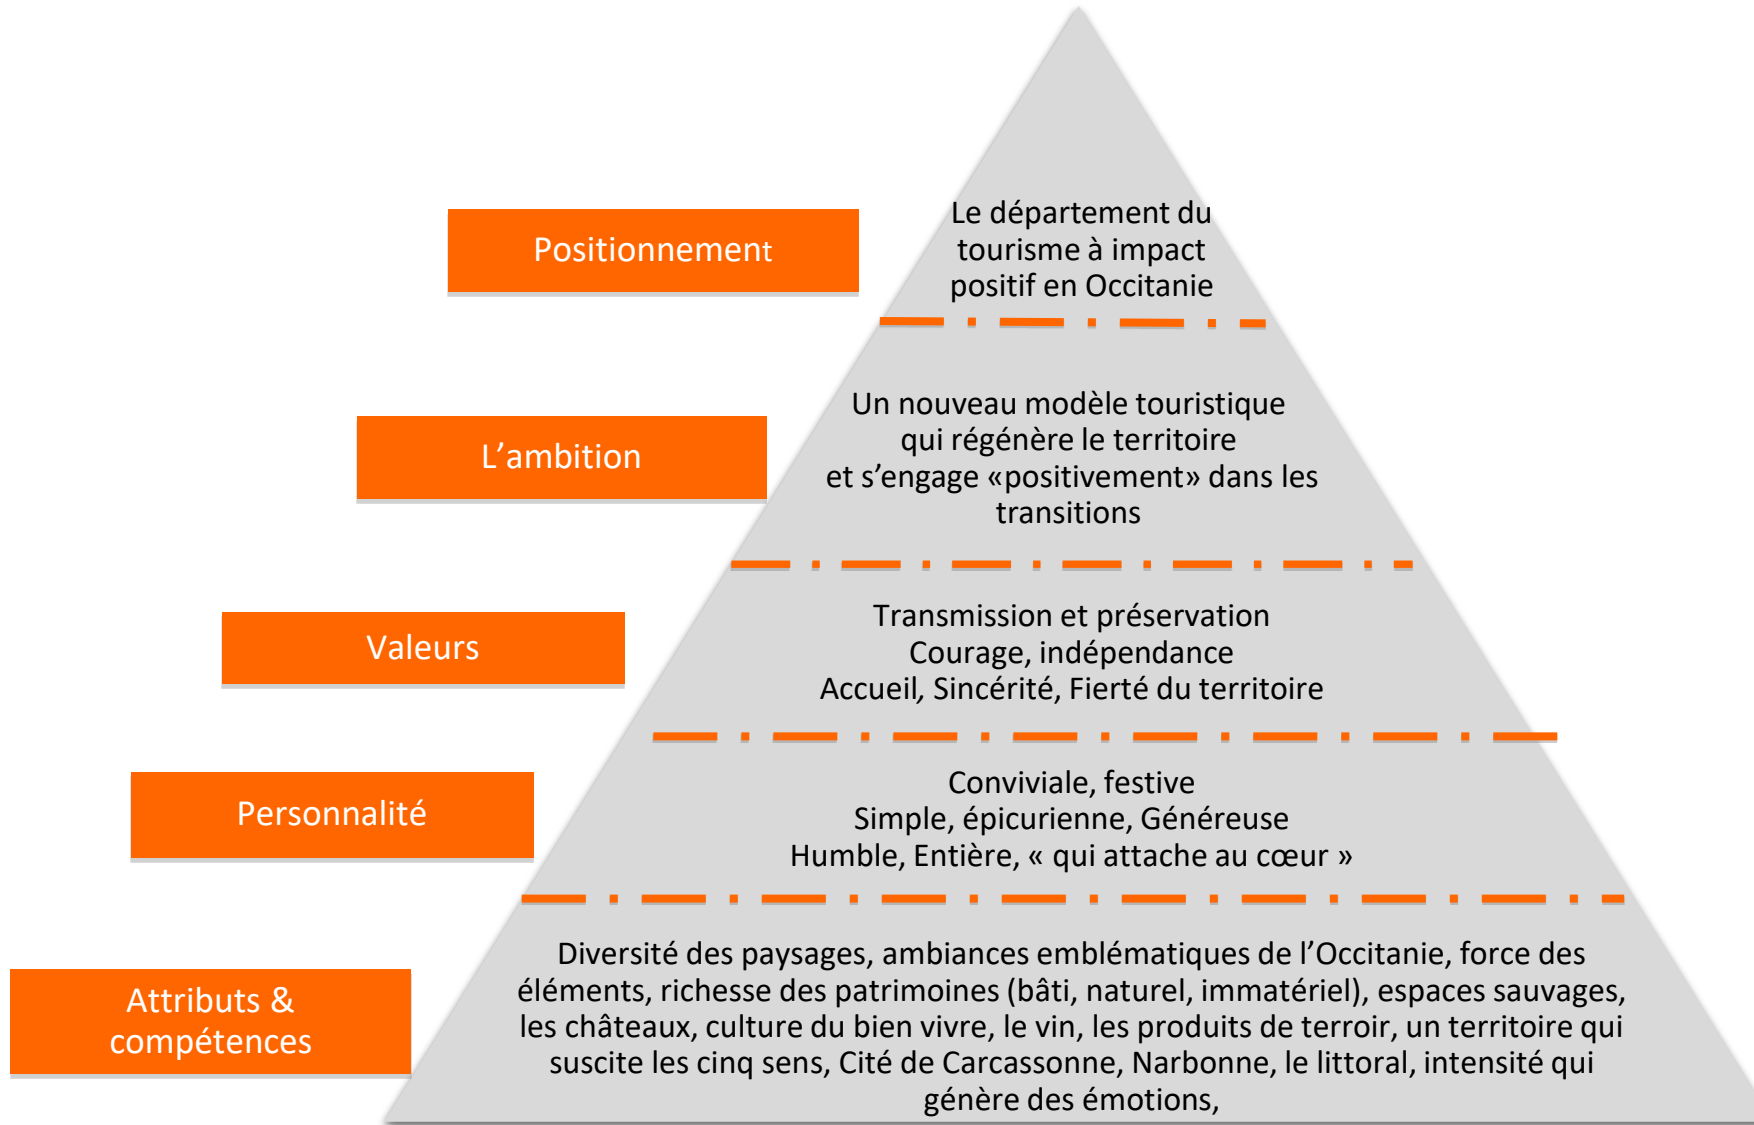 Positionnement
Le département du
tourisme à impact
positif en Occitanie
L’ambition
Un nouveau modèle touristique
qui régénère le territoire
et s’engage «positivement» dans les
transitions
Valeurs
Transmission et préservation
Courage, indépendance
Accueil, Sincérité, Fierté du territoire
Personnalité
Conviviale, festive
Simple, épicurienne, Généreuse
Humble, Entière, « qui attache au cœur »
Attributs &
compétences
Diversité des paysages, ambiances emblématiques de l’Occitanie, force des
éléments, richesse des patrimoines (bâti, naturel, immatériel), espaces sauvages,
les châteaux, culture du bien vivre, le vin, les produits de terroir, un territoire qui
suscite les cinq sens, Cité de Carcassonne, Narbonne, le littoral, intensité qui
génère des émotions,